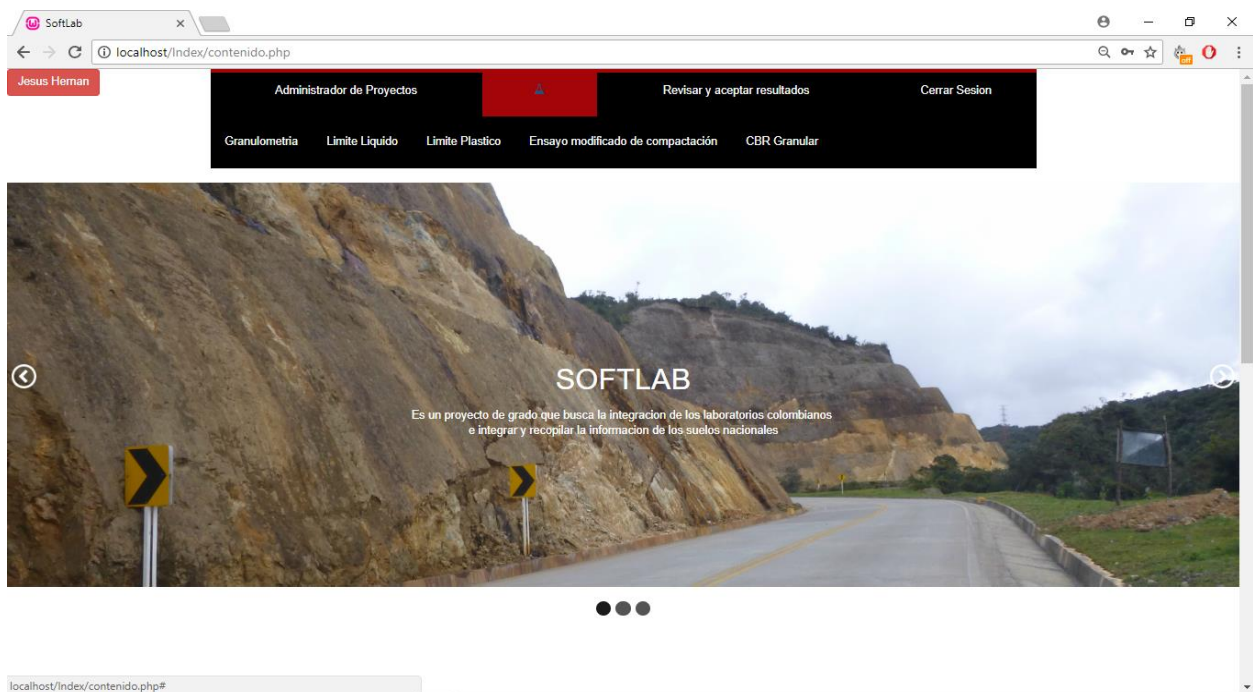 SoftLab
localhost/Index/contenido.php
off
Jesus Hernan
Administrador de Proyectos
Revisar y aceptar resultados
Cerrar Sesion
Granulometria
Limite Liquido
Limite Plastico
Ensayo modificado de compactación
CBR Granular
SOFTLAB
Es un proyecto de grado que busca la integracion de los laboratorios colombianos
e integrar y recopilar la informacion de los suelos nacionales
localhost/Index/contenido.php#